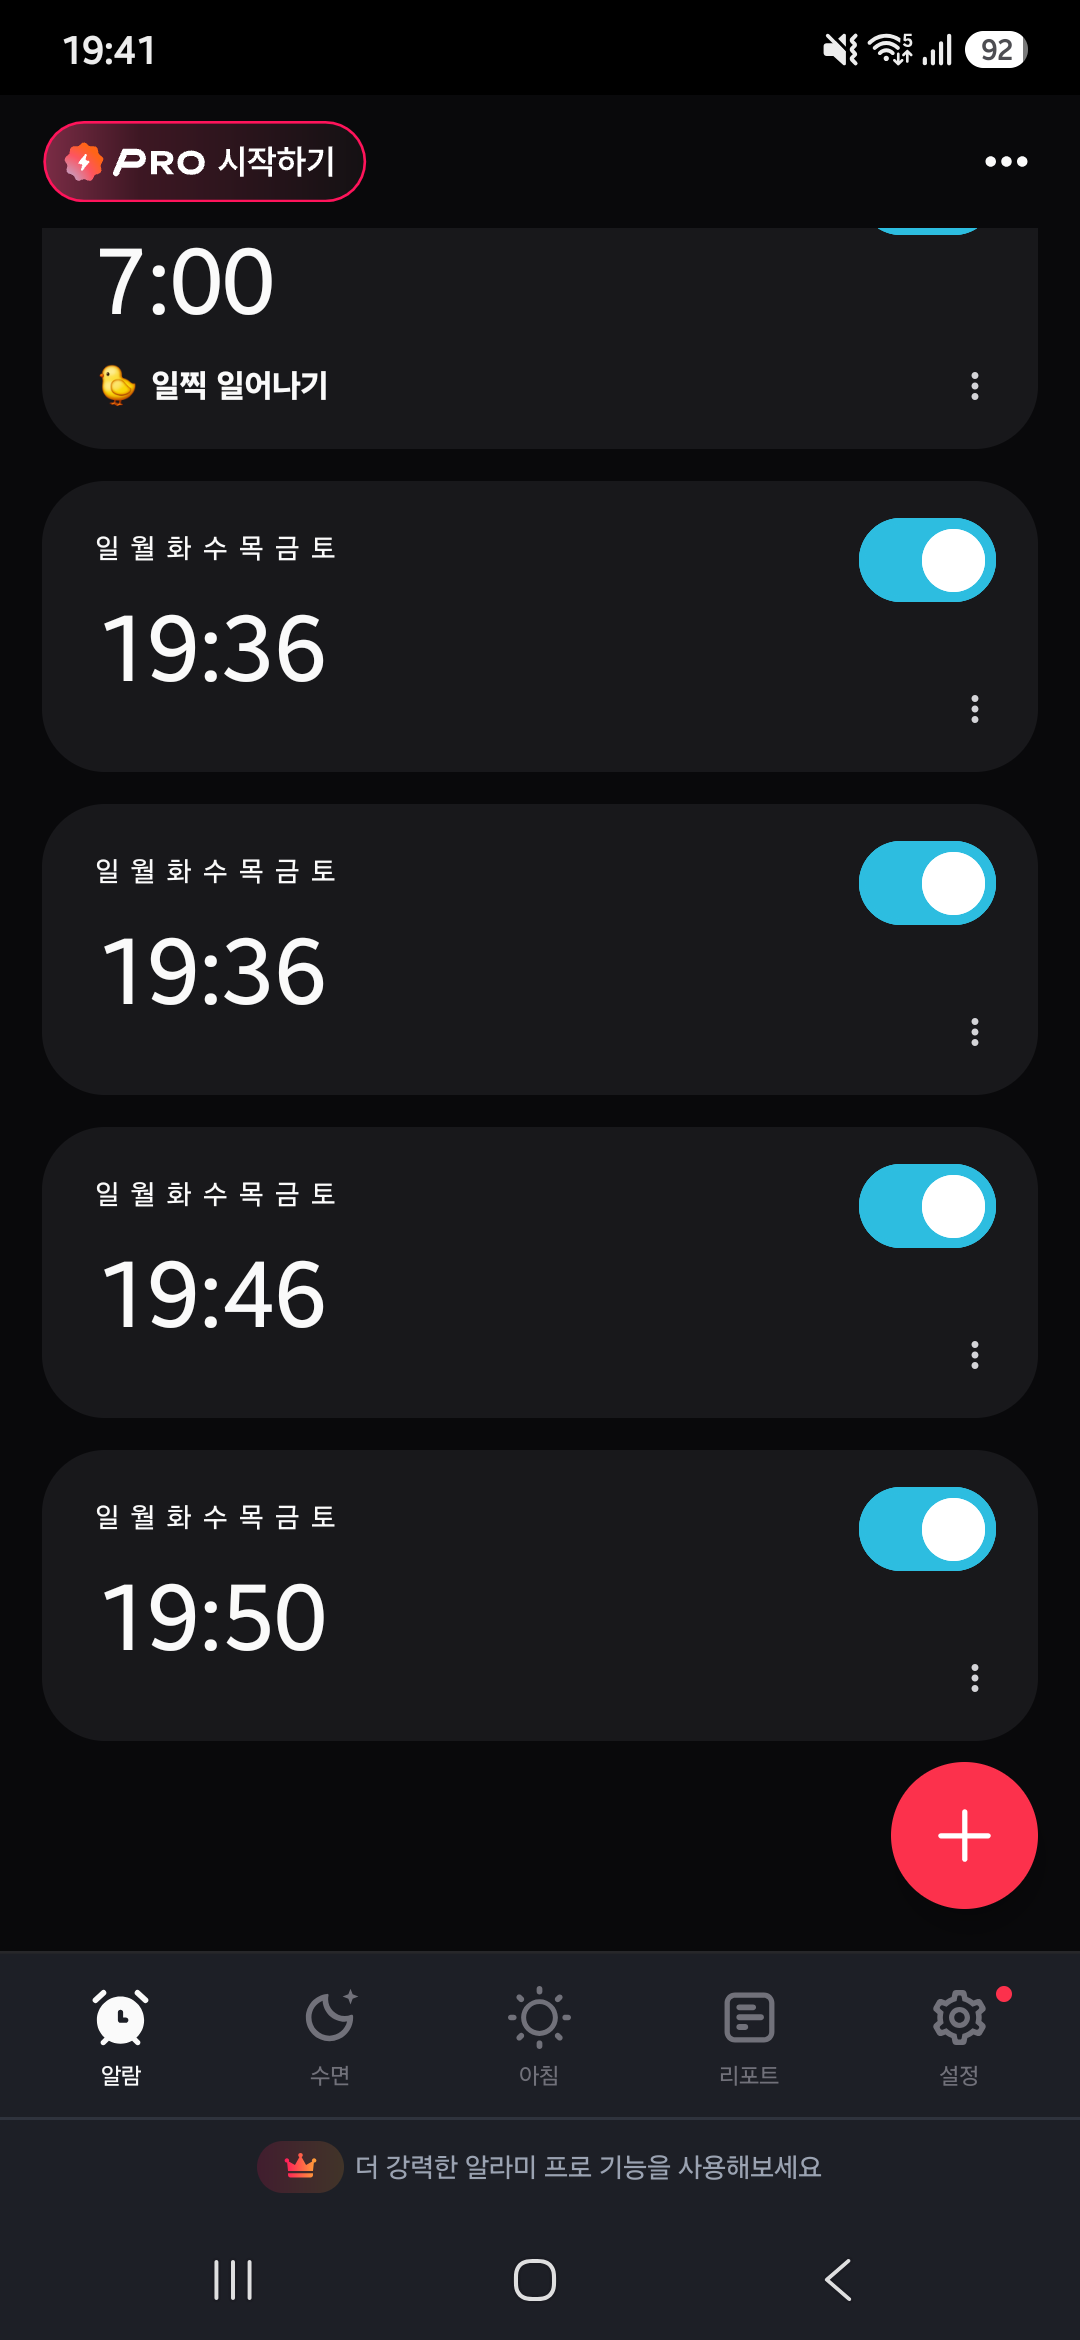 19:41
5
92
PRO 시작하기
7:00
일찍 일어나기
일 월 화 수 목 금 토
19:36
일 월 화 수 목 금 토
19:36
일 월 화 수 목 금 토
19:46
일 월 화 수 목 금 토
19:50
알람 수면 아침 리포트 설정
더 강력한 알라미 프로 기능을 사용해보세요